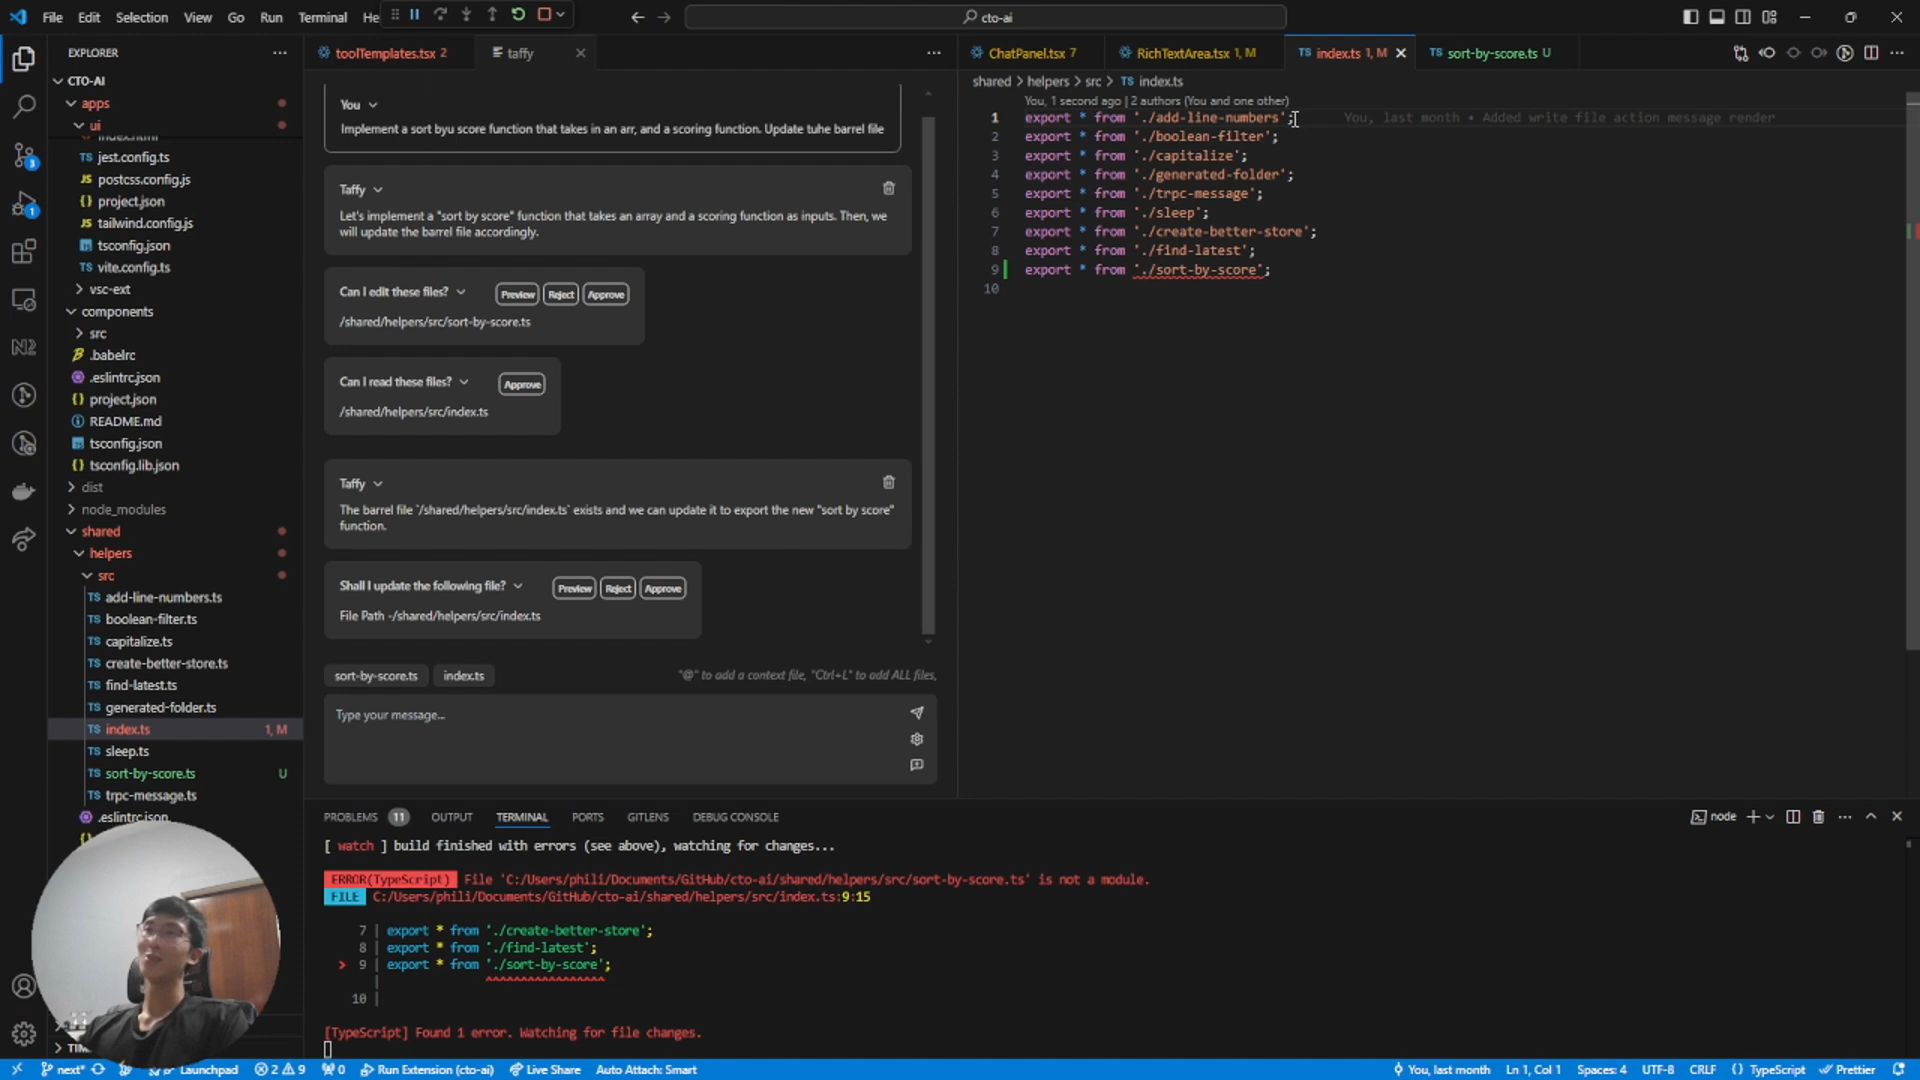 File Edit Selection View Go Run Terminal He
cto-ai
EXPLORER
CTO-AI
apps
ui
index.html
jest.config.ts
postcss.config.js
project.json
tailwind.config.js
tsconfig.json
vite.config.ts
vsc-ext
components
src
.babelrc
.eslintrc.json
project.json
README.md
tsconfig.json
tsconfig.lib.json
dist
node_modules
shared
helpers
src
add-line-numbers.ts
boolean-filter.ts
capitalize.ts
create-better-store.ts
find-latest.ts
generated-folder.ts
index.ts 1, M
sleep.ts
sort-by-score.ts U
trpc-message.ts
.eslintrc.json
toolTemplates.tsx 2 taffy
You
Implement a sort byu score function that takes in an arr, and a scoring function. Update tuhe barrel file
Taffy
Let's implement a "sort by score" function that takes an array and a scoring function as inputs. Then, we
will update the barrel file accordingly.
Can I edit these files? Preview Reject Approve
/shared/helpers/src/sort-by-score.ts
Can I read these files? Approve
/shared/helpers/src/index.ts
Taffy
The barrel file `/shared/helpers/src/index.ts` exists and we can update it to export the new "sort by score"
function.
Shall I update the following file? Preview Reject Approve
File Path -/shared/helpers/src/index.ts
sort-by-score.ts index.ts "@" to add a context file, "Ctrl+L" to add ALL files,
Type your message...
ChatPanel.tsx 7 RichTextArea.tsx 1, M TS index.ts 1, M TS sort-by-score.ts U
shared > helpers > src > TS index.ts
You, 1 second ago | 2 authors (You and one other)
1 export * from './add-line-numbers'; You, last month • Added write file action message render
2 export * from './boolean-filter';
3 export * from './capitalize';
4 export * from './generated-folder';
5 export * from './trpc-message';
6 export * from './sleep';
7 export * from './create-better-store';
8 export * from './find-latest';
9 export * from './sort-by-score';
10
PROBLEMS 11 OUTPUT TERMINAL PORTS GITLENS DEBUG CONSOLE node
[ watch ] build finished with errors (see above), watching for changes...
ERROR(TypeScript) File 'C:/Users/phili/Documents/GitHub/cto-ai/shared/helpers/src/sort-by-score.ts' is not a module.
FILE C:/Users/phili/Documents/GitHub/cto-ai/shared/helpers/src/index.ts:9:15
7 | export * from './create-better-store';
8 | export * from './find-latest';
> 9 | export * from './sort-by-score';
| ^^^^^^^^^^^^^^^^^
10 |
[TypeScript] Found 1 error. Watching for file changes.
next* Launchpad 2 9 0 Run Extension (cto-ai) Live Share Auto Attach: Smart You, last month Ln 1, Col 1 Spaces: 4 UTF-8 CRLF {} TypeScript Prettier